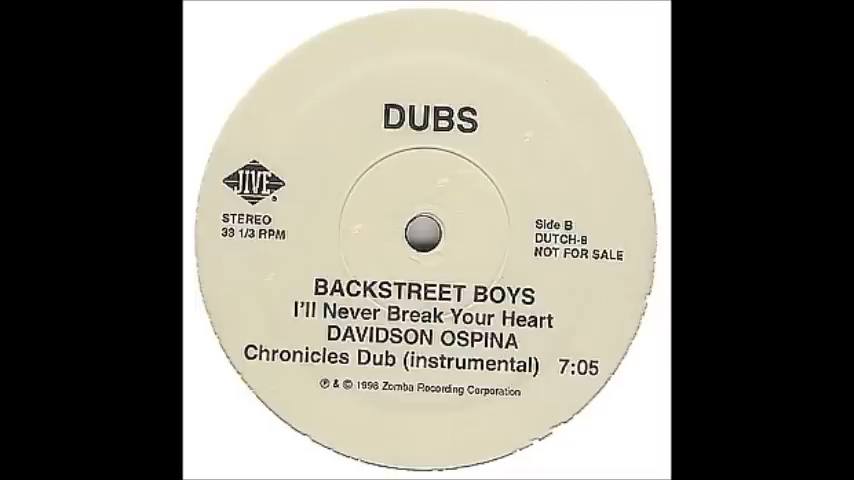 DUBS
JIVE
STEREO
33 1/3 RPM
Side B
DUTCH-B
NOT FOR SALE
BACKSTREET BOYS
I'll Never Break Your Heart
DAVIDSON OSPINA
Chronicles Dub (instrumental) 7:05
℗ & © 1998 Zomba Recording Corporation